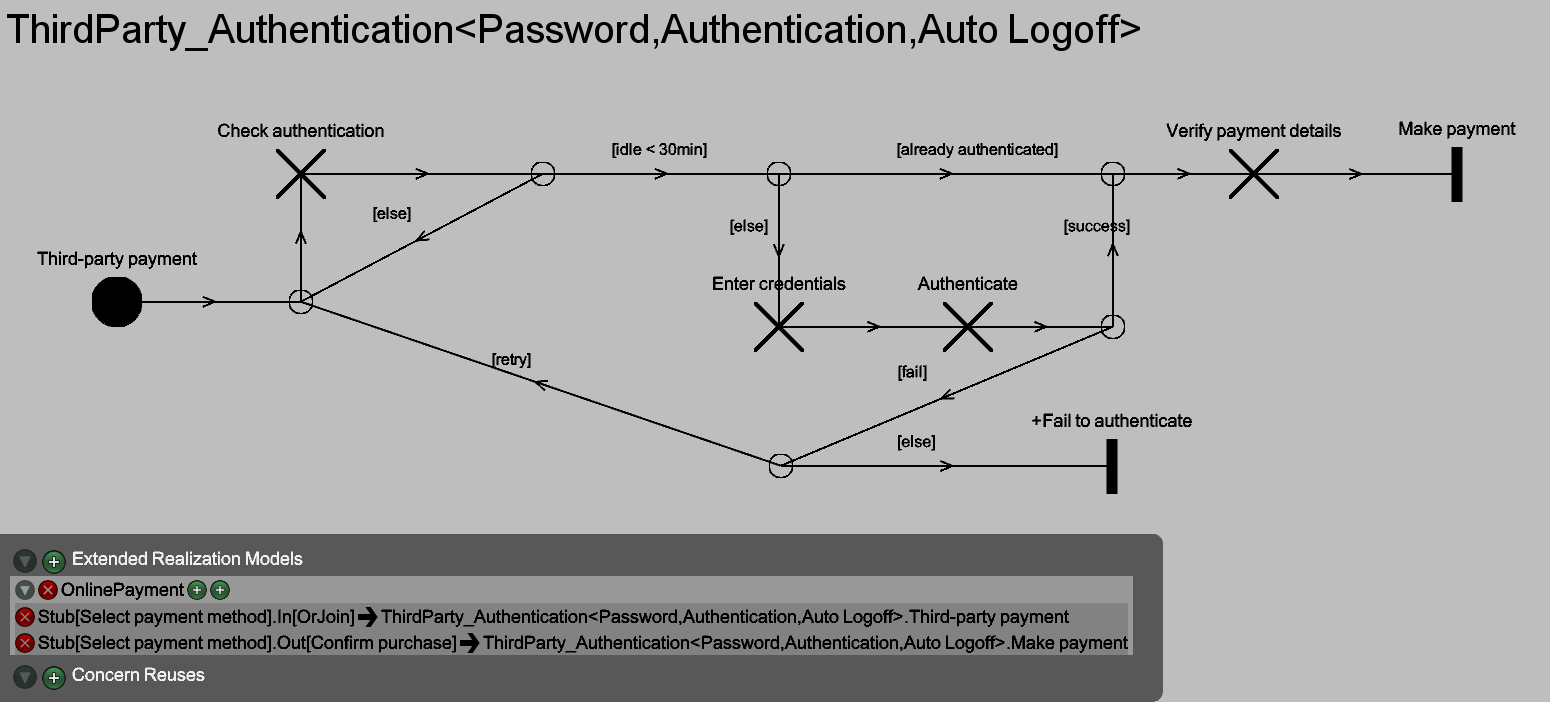 ThirdParty_Authentication<Password,Authentication,Auto Logoff>
Check authentication
[idle < 30min]
[already authenticated]
Verify payment details
Make payment
[else]
[else]
[success]
Third-party payment
Enter credentials
Authenticate
[retry]
[fail]
+Fail to authenticate
[else]
Extended Realization Models
OnlinePayment
Stub[Select payment method].In[OrJoin]➔ThirdParty_Authentication<Password,Authentication,Auto Logoff>.Third-party payment
Stub[Select payment method].Out[Confirm purchase]➔ThirdParty_Authentication<Password,Authentication,Auto Logoff>.Make payment
Concern Reuses